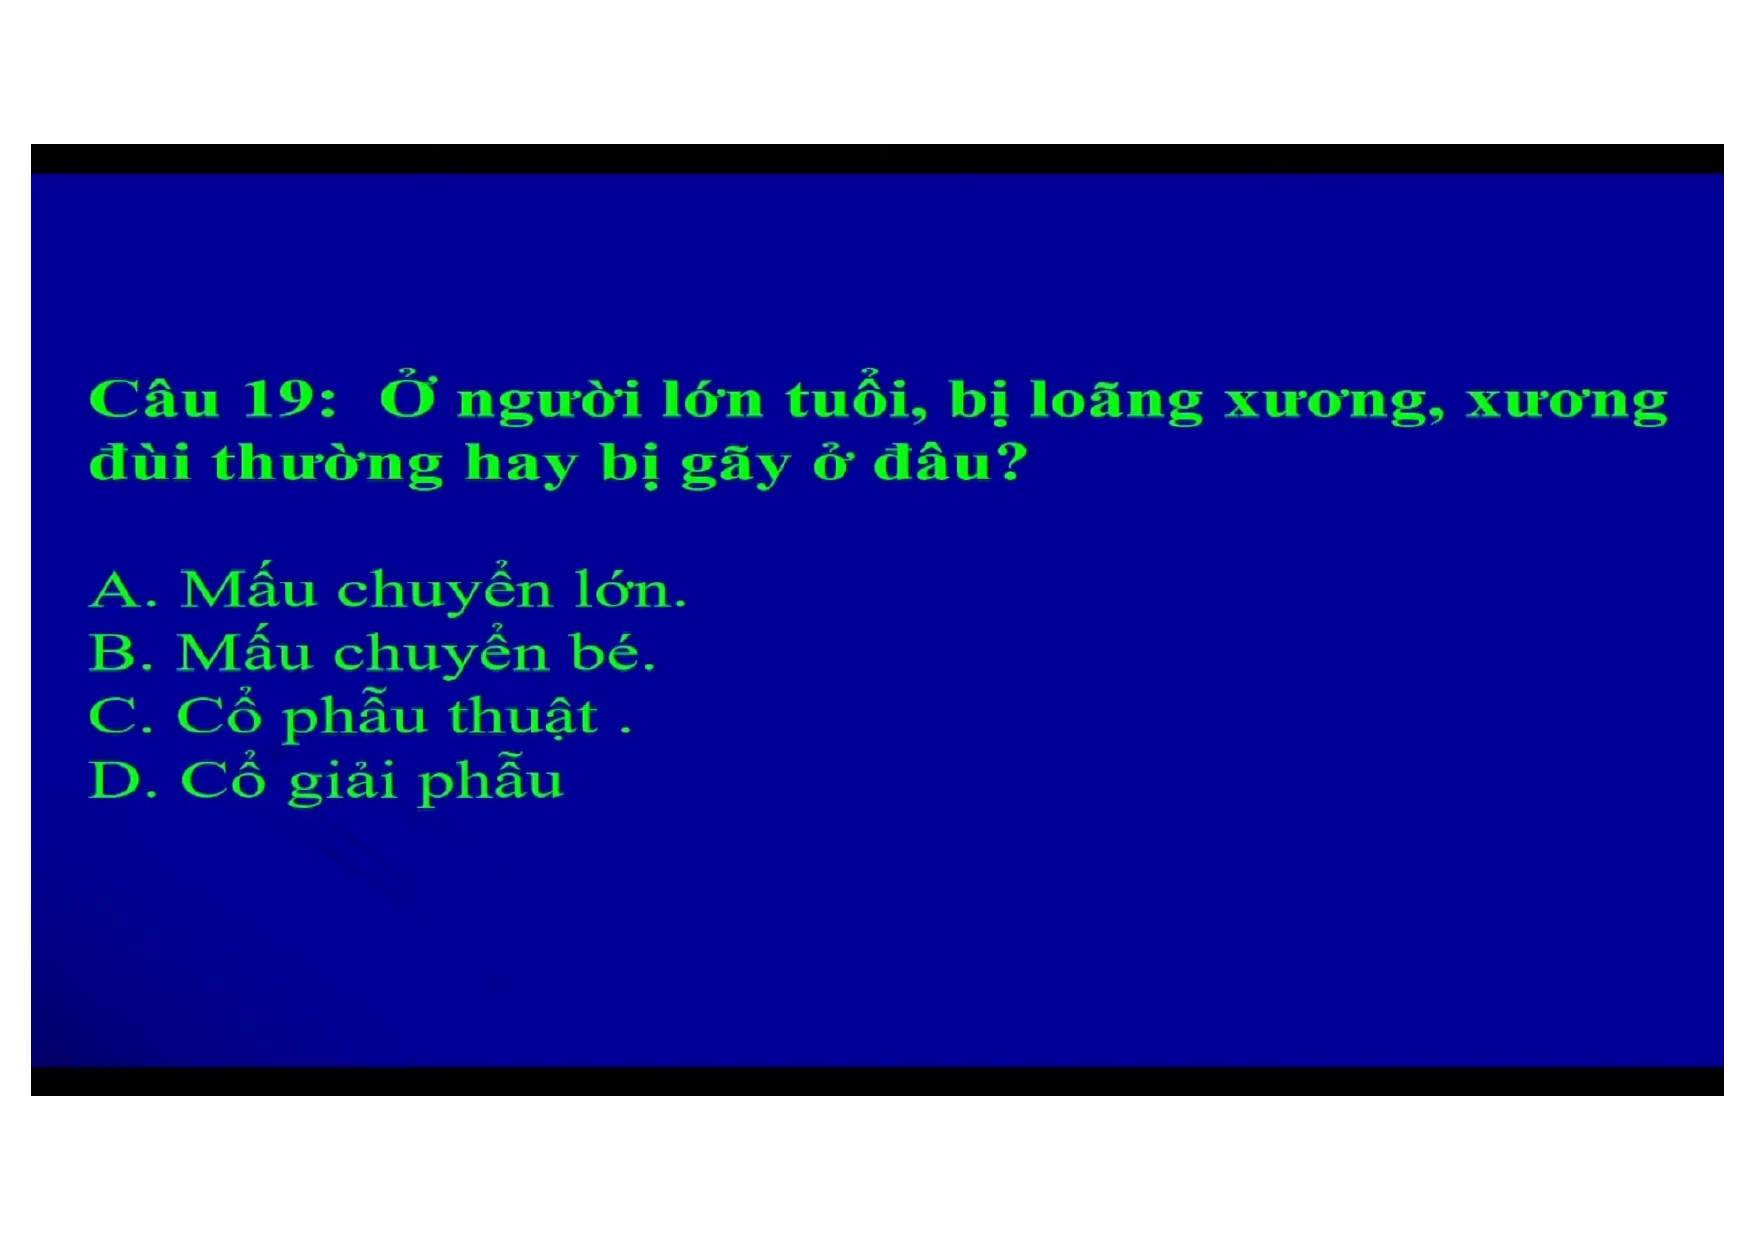 Câu 19: Ở người lớn tuổi, bị loãng xương, xương
đùi thường hay bị gãy ở đâu?
A. Mấu chuyển lớn.
B. Mấu chuyển bé.
C. Cổ phẫu thuật .
D. Cổ giải phẫu